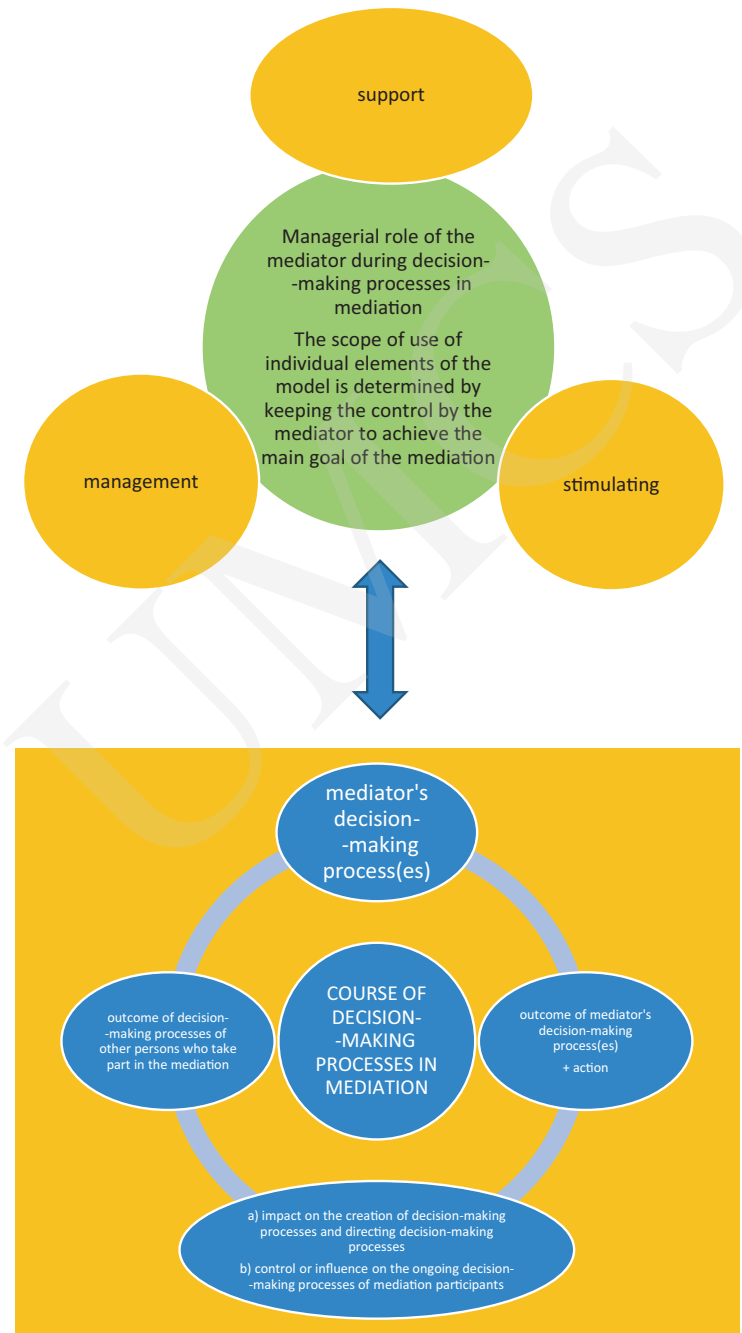 support
Managerial role of the
mediator during decision-
-making processes in
mediation
The scope of use of
individual elements of the
model is determined by
keeping the control by the
mediator to achieve the
main goal of the mediation
management
stimulating
UMCS
mediator's
decision-
-making
process(es)
outcome of decision-
-making processes of
other persons who take
part in the mediation
COURSE OF
DECISION-
-MAKING
PROCESSES IN
MEDIATION
outcome of mediator's
decision-making
process(es)
+ action
a) impact on the creation of decision-making
processes and directing decision-making
processes
b) control or influence on the ongoing decision-
-making processes of mediation participants